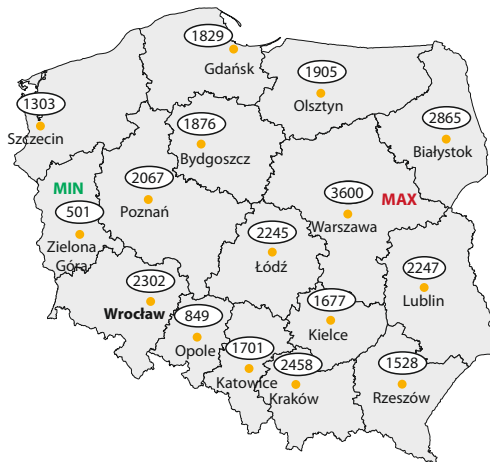 1829
Gdańsk
1905
Olsztyn
1303
Szczecin
1876
Bydgoszcz
2865
Białystok
MIN
501
Zielona
Góra
2067
Poznań
3600
MAX
Warszawa
2245
Łódź
2247
Lublin
2302
Wrocław
849
Opole
1677
Kielce
1701
Katowice
2458
Kraków
1528
Rzeszów